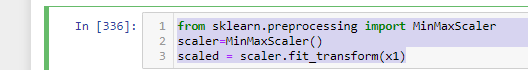 In [336]:
1 from sklearn.preprocessing import MinMaxScaler
2 scaler=MinMaxScaler()
3 scaled = scaler.fit_transform(x1)